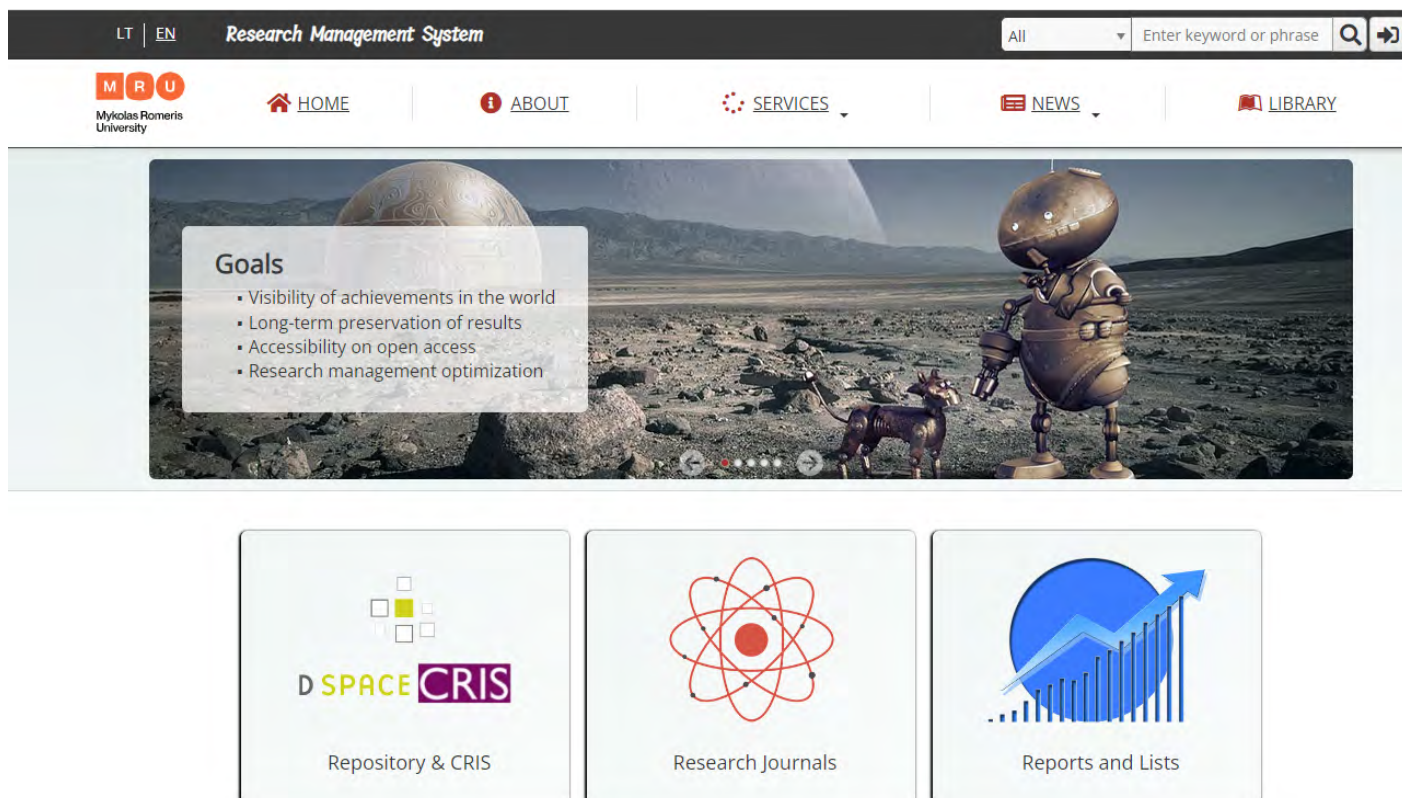 LT | EN Research Management System All Enter keyword or phrase
MRU
Mykolas Romeris
University
HOME ABOUT SERVICES NEWS LIBRARY
Goals
▪ Visibility of achievements in the world
▪ Long-term preservation of results
▪ Accessibility on open access
▪ Research management optimization
DSPACE CRIS
Repository & CRIS Research Journals Reports and Lists